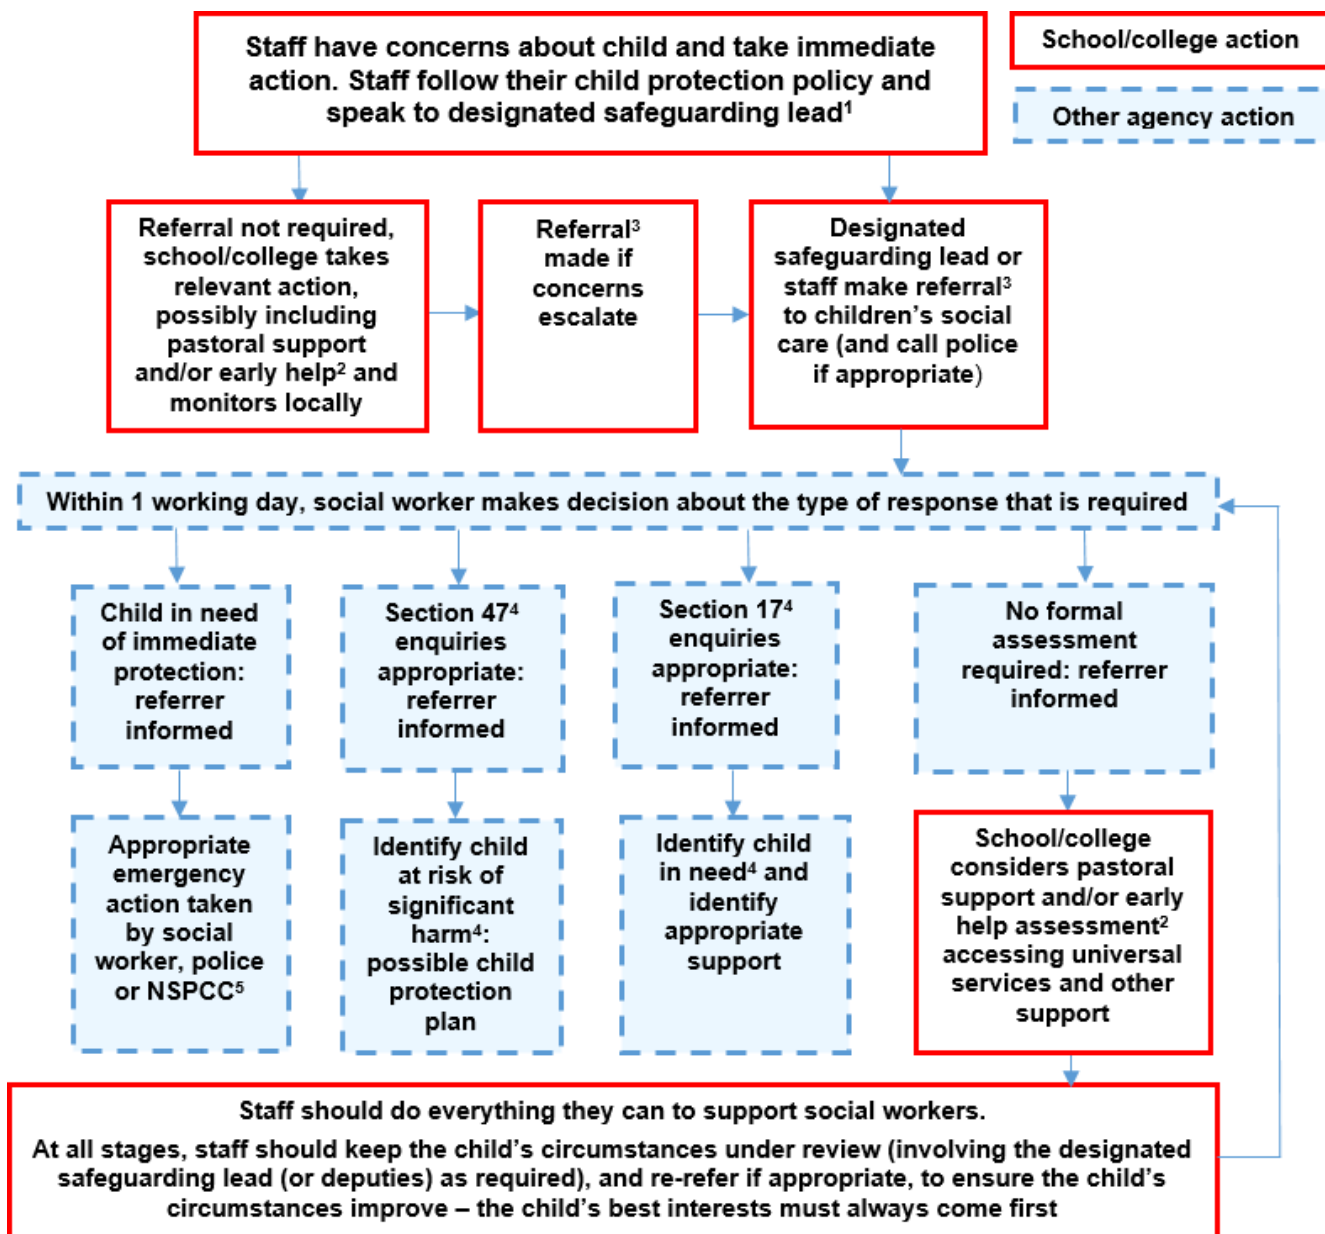 Staff have concerns about child and take immediate
action. Staff follow their child protection policy and
speak to designated safeguarding lead¹
School/college action
Other agency action
Referral not required,
school/college takes
relevant action,
possibly including
pastoral support
and/or early help² and
monitors locally
Referral³
made if
concerns
escalate
Designated
safeguarding lead or
staff make referral³
to children’s social
care (and call police
if appropriate)
Within 1 working day, social worker makes decision about the type of response that is required
Child in need
of immediate
protection:
referrer
informed
Section 47⁴
enquiries
appropriate:
referrer
informed
Section 17⁴
enquiries
appropriate:
referrer
informed
No formal
assessment
required: referrer
informed
Appropriate
emergency
action taken
by social
worker, police
or NSPCC⁵
Identify child
at risk of
significant
harm⁴:
possible child
protection
plan
Identify child
in need⁴ and
identify
appropriate
support
School/college
considers pastoral
support and/or early
help assessment²
accessing universal
services and other
support
Staff should do everything they can to support social workers.
At all stages, staff should keep the child’s circumstances under review (involving the designated
safeguarding lead (or deputies) as required), and re-refer if appropriate, to ensure the child’s
circumstances improve – the child’s best interests must always come first